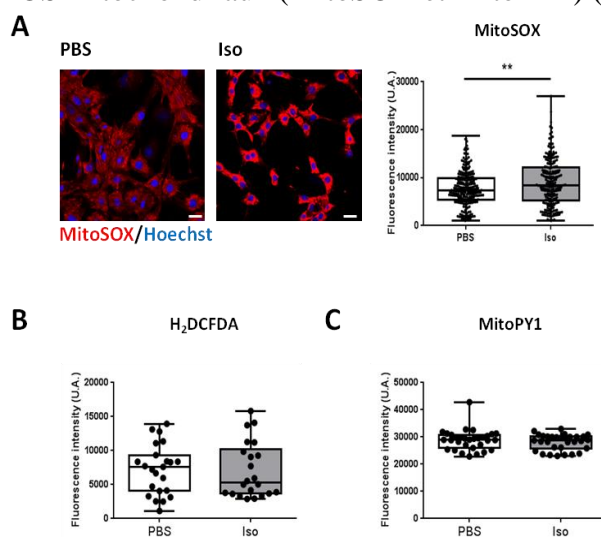 A
PBS
Iso
MitoSOX/Hoechst
MitoSOX
**
Fluorescence intensity (U.A.)
30000
20000
10000
0
PBS
Iso
B
H₂DCFDA
Fluorescence intensity (U.A.)
20000
15000
10000
5000
0
PBS
Iso
C
MitoPY1
Fluorescence intensity (U.A.)
50000
40000
30000
20000
10000
0
PBS
Iso